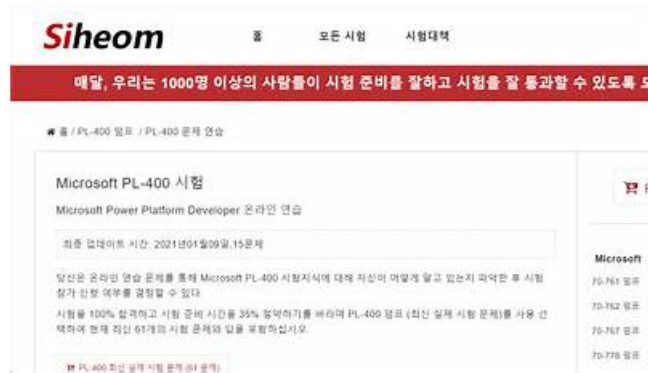 Siheom
홈
모든 시험
시험대책
매달, 우리는 1000명 이상의 사람들이 시험 준비를 잘하고 시험을 잘 통과할 수 있도록
홈 / PL-400 덤프 / PL-400 문제 연습
Microsoft PL-400 시험
Microsoft Power Platform Developer 온라인 연습
최종 업데이트 시간: 2021년01월09일,15문제
당신은 온라인 연습 문제를 통해 Microsoft PL-400 시험지식에 대해 자신이 어떻게 알고 있는지 파악한 후 시험
참가 신청 여부를 결정할 수 있다.
시험을 100% 합격하고 시험 준비 시간을 35% 절약하기를 바라며 PL-400 덤프 (최신 실제 시험 문제)를 사용 선
택하여 현재 최신 61개의 시험 문제와 답을 포함하십시오.
PL-400 최신 실제 시험 문제 (61 문제)
Microsoft
70-761 덤프
70-762 덤프
70-767 덤프
70-778 덤프